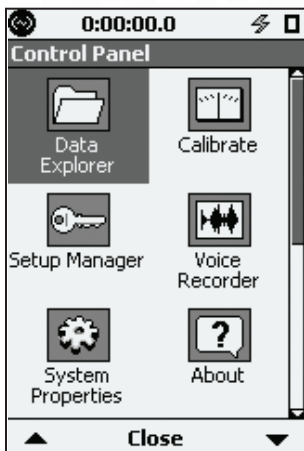 0:00:00.0
Control Panel
Data
Explorer
Calibrate
Setup Manager
Voice
Recorder
System
Properties
?
About
Close